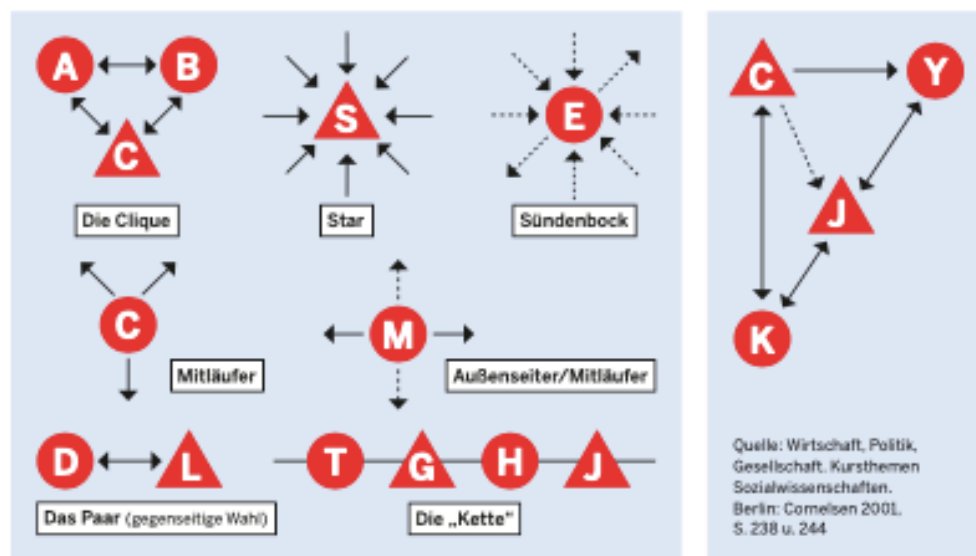 A B
C
Die Clique
S
Star
E
Sündenbock
C
Mitläufer
M
Außenseiter/Mitläufer
D L
Das Paar (gegenseitige Wahl)
T G H J
Die „Kette“
C Y
J
K
Quelle: Wirtschaft, Politik,
Gesellschaft. Kursthemen
Sozialwissenschaften.
Berlin: Cornelsen 2001,
S. 238 u. 244